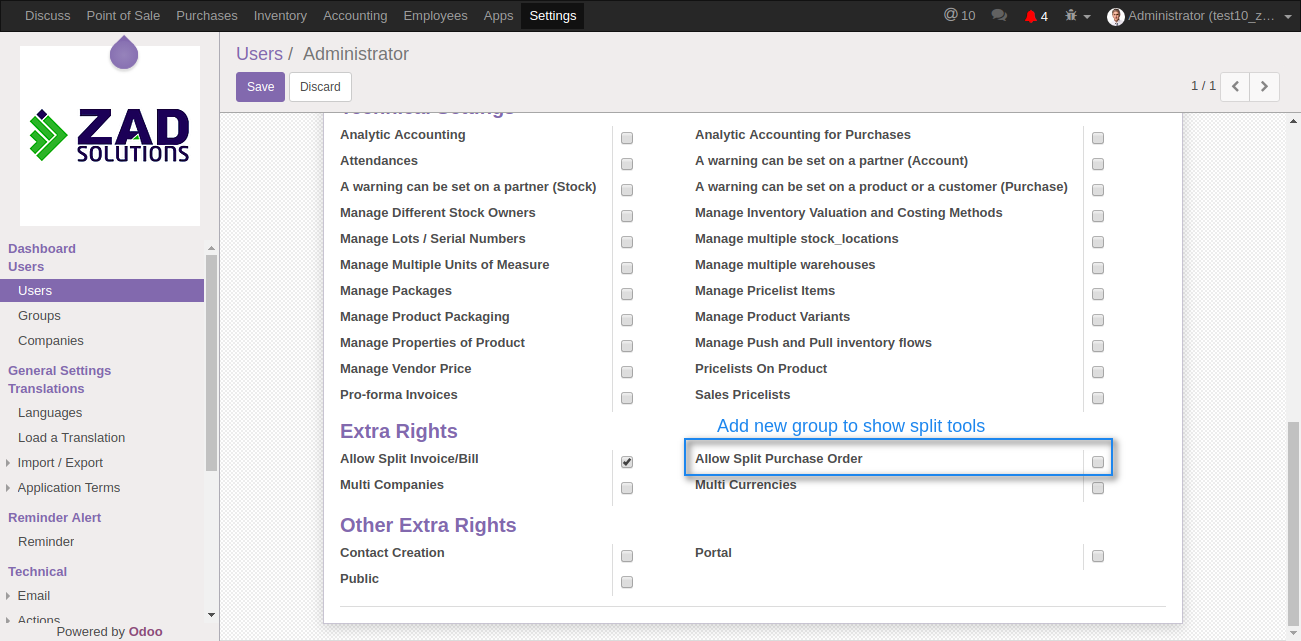 Discuss Point of Sale Purchases Inventory Accounting Employees Apps Settings @ 10 4 Administrator (test10_z...
ZAD
SOLUTIONS
Dashboard
Users
Users
Groups
Companies
General Settings
Translations
Languages
Load a Translation
Import / Export
Application Terms
Reminder Alert
Reminder
Technical
Email
Actions
Powered by Odoo
Users / Administrator
Save Discard 1 / 1
Technical Settings
Analytic Accounting Analytic Accounting for Purchases
Attendances A warning can be set on a partner (Account)
A warning can be set on a partner (Stock) A warning can be set on a product or a customer (Purchase)
Manage Different Stock Owners Manage Inventory Valuation and Costing Methods
Manage Lots / Serial Numbers Manage multiple stock_locations
Manage Multiple Units of Measure Manage multiple warehouses
Manage Packages Manage Pricelist Items
Manage Product Packaging Manage Product Variants
Manage Properties of Product Manage Push and Pull inventory flows
Manage Vendor Price Pricelists On Product
Pro-forma Invoices Sales Pricelists
Add new group to show split tools
Extra Rights
Allow Split Invoice/Bill Allow Split Purchase Order
Multi Companies Multi Currencies
Other Extra Rights
Contact Creation Portal
Public